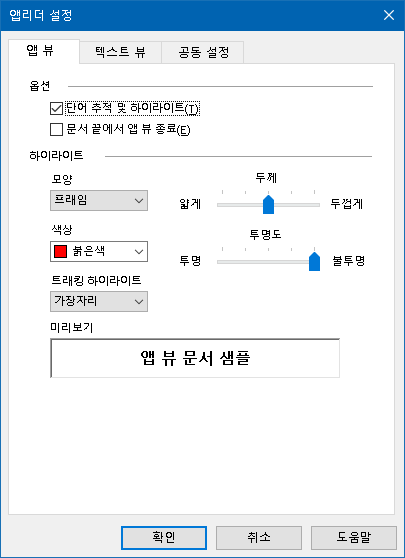 앱리더 설정
앱 뷰 텍스트 뷰 공동 설정
옵션
단어 추적 및 하이라이트(T)
문서 끝에서 앱 뷰 종료(E)
하이라이트
모양
프래임
두께
얇게 두껍게
색상
붉은색
투명도
투명 불투명
트래킹 하이라이트
가장자리
미리보기
앱 뷰 문서 샘플
확인 취소 도움말